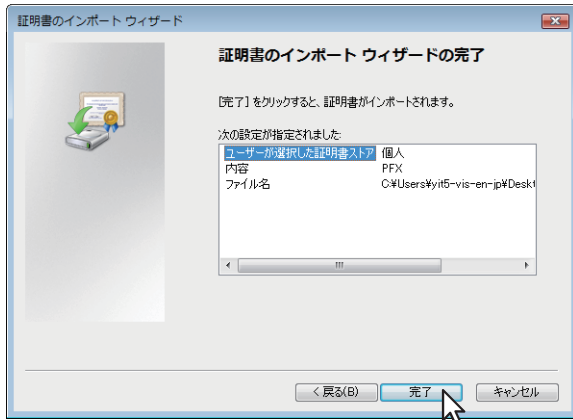 証明書のインポート ウィザード
証明書のインポート ウィザードの完了
[完了] をクリックすると、証明書がインポートされます。
次の設定が指定されました:
ユーザーが選択した証明書ストア 個人
内容 PFX
ファイル名 C:¥Users¥yit5-vis-en-jp¥Deskt
< 戻る(B) 完了 キャンセル